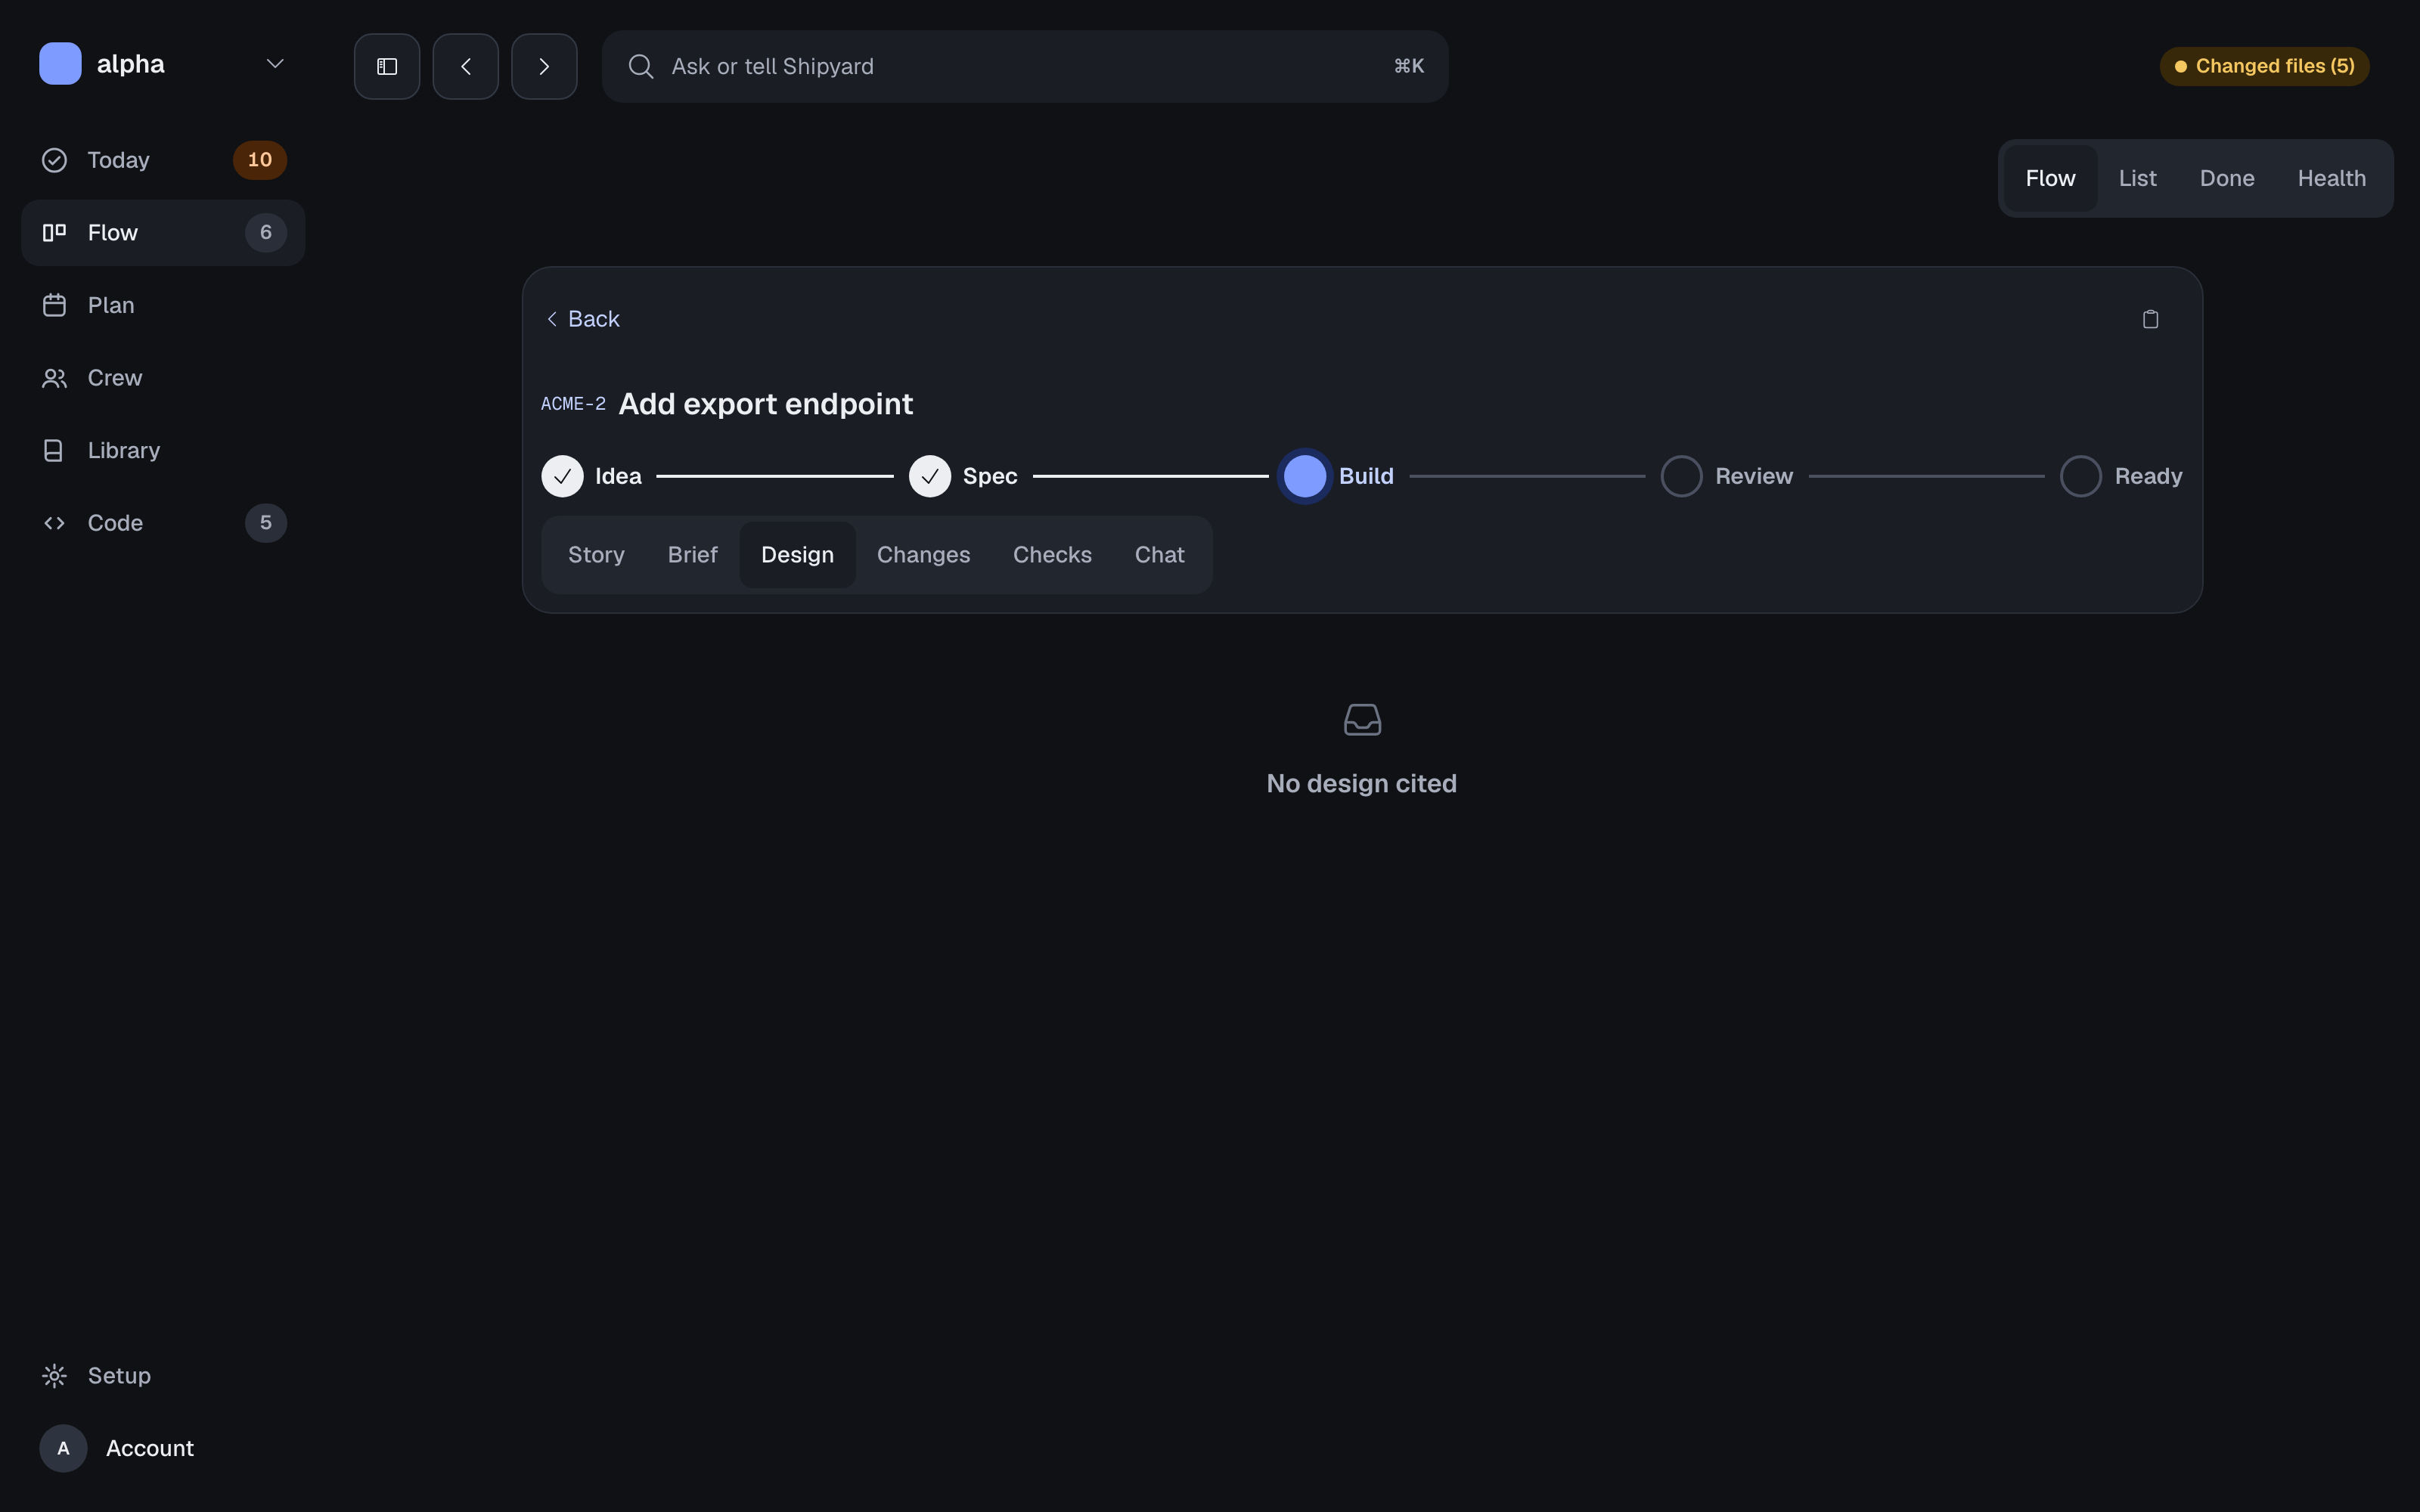 alpha
Ask or tell Shipyard ⌘K
Changed files (5)
Today 10
Flow 6
Plan
Crew
Library
Code 5
Flow List Done Health
Back
ACME-2 Add export endpoint
Idea Spec Build Review Ready
Story Brief Design Changes Checks Chat
No design cited
Setup
A Account